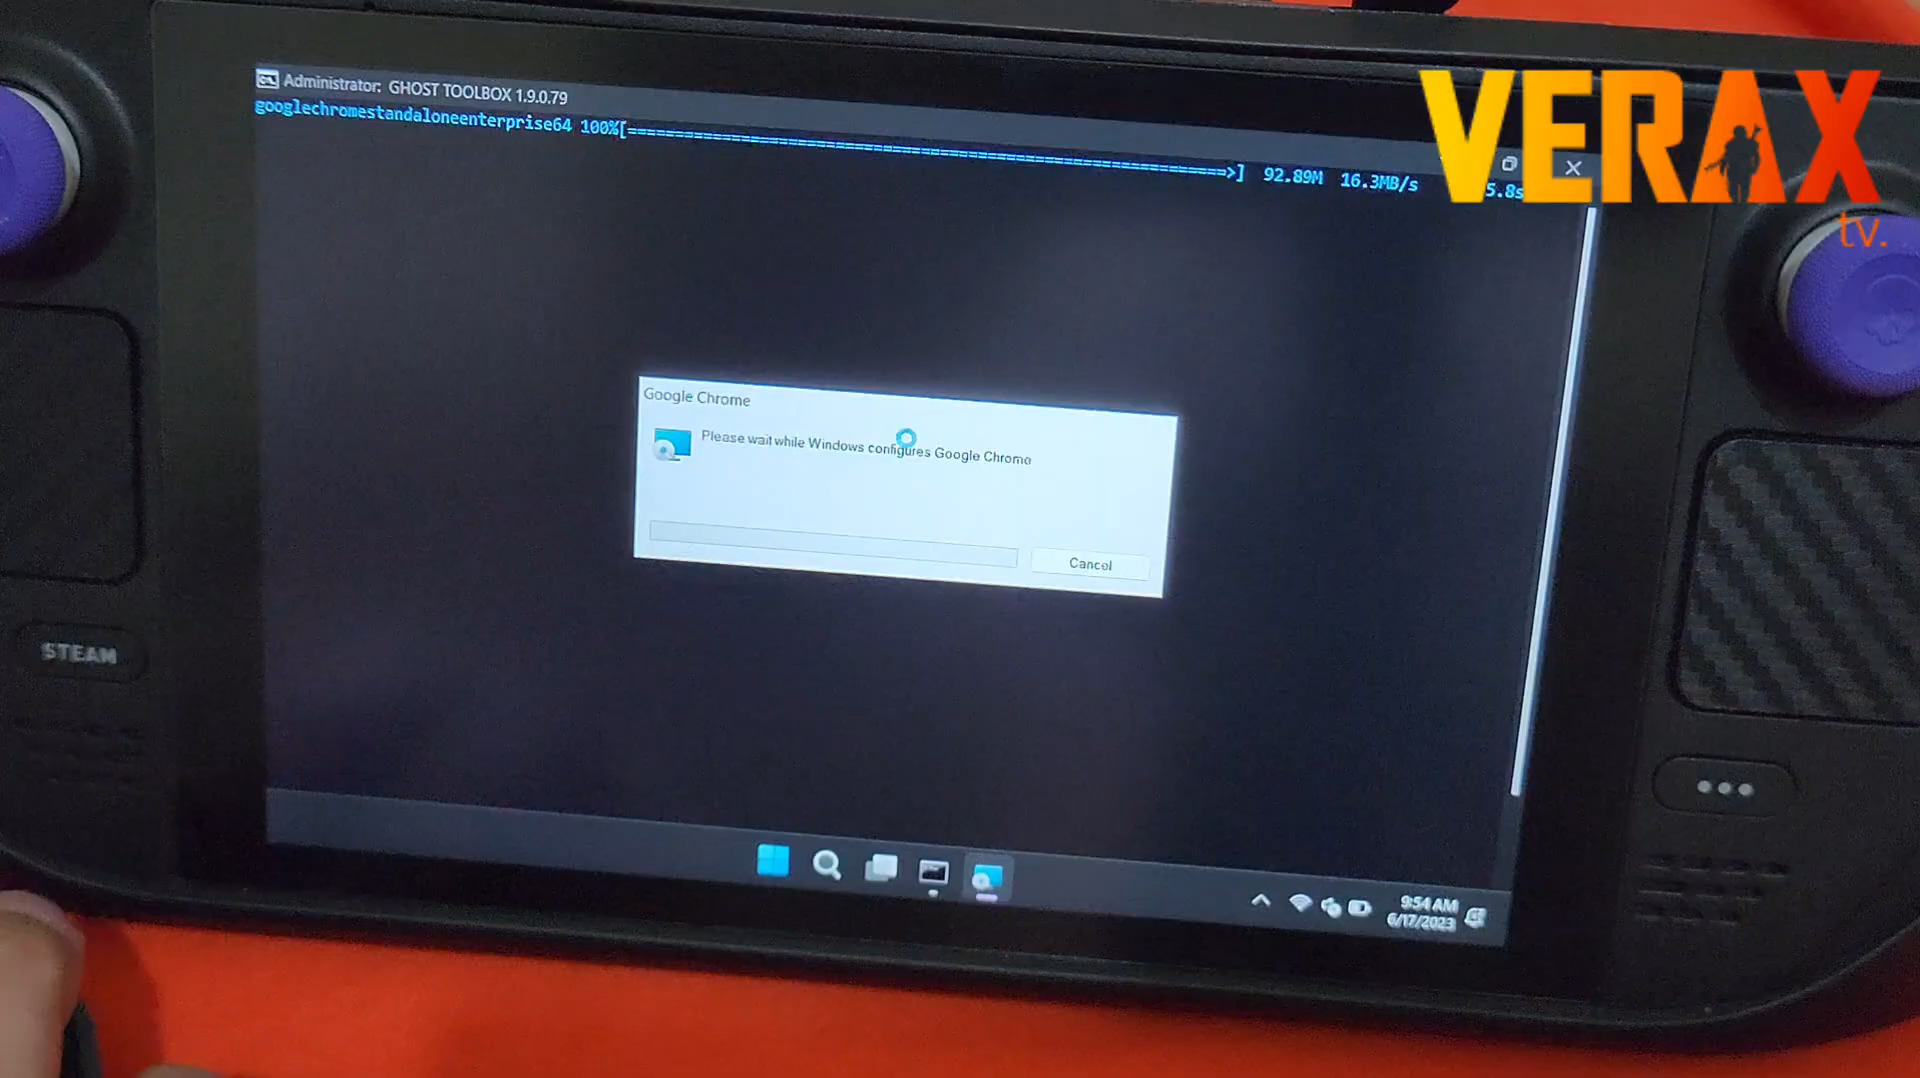 VERAX
tv.
Administrator: GHOST TOOLBOX 1.9.0.79
googlechromestandaloneenterprise64 100%[==============================================================================>] 92.89M 16.3MB/s 5.8s
Google Chrome
Please wait while Windows configures Google Chrome
Cancel
STEAM
9:54 AM
6/17/2023